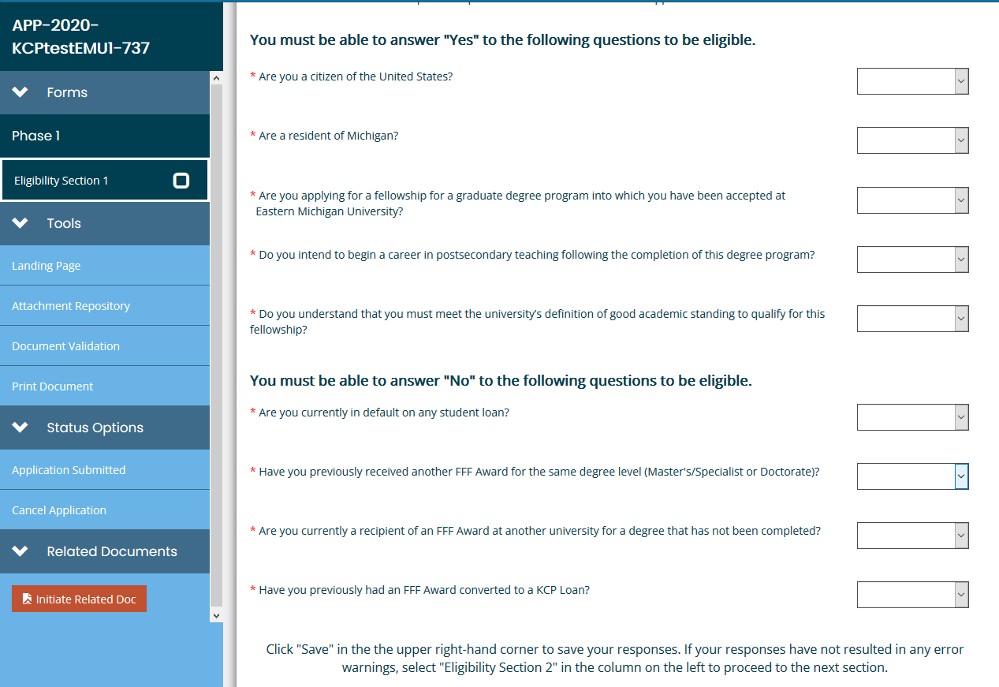 APP-2020-
KCPtestEMU1-737
Forms
Phase 1
Eligibility Section 1
Tools
Landing Page
Attachment Repository
Document Validation
Print Document
Status Options
Application Submitted
Cancel Application
Related Documents
Initiate Related Doc
You must be able to answer "Yes" to the following questions to be eligible.
* Are you a citizen of the United States?
* Are a resident of Michigan?
* Are you applying for a fellowship for a graduate degree program into which you have been accepted at
Eastern Michigan University?
* Do you intend to begin a career in postsecondary teaching following the completion of this degree program?
* Do you understand that you must meet the university's definition of good academic standing to qualify for this
fellowship?
You must be able to answer "No" to the following questions to be eligible.
* Are you currently in default on any student loan?
* Have you previously received another FFF Award for the same degree level (Master's/Specialist or Doctorate)?
* Are you currently a recipient of an FFF Award at another university for a degree that has not been completed?
* Have you previously had an FFF Award converted to a KCP Loan?
Click "Save" in the the upper right-hand corner to save your responses. If your responses have not resulted in any error
warnings, select "Eligibility Section 2" in the column on the left to proceed to the next section.